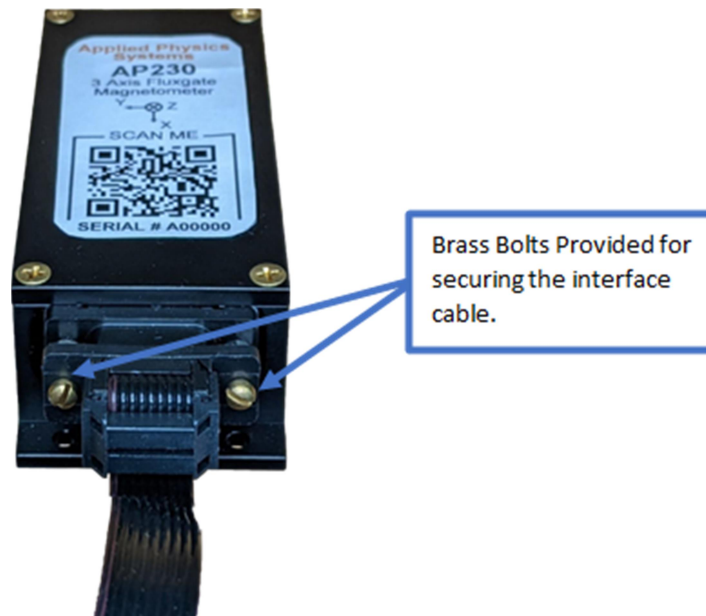 Applied Physics
Systems
AP230
3 Axis Fluxgate
Magnetometer
Y Z
X
SCAN ME
SERIAL # A00000
Brass Bolts Provided for
securing the interface
cable.